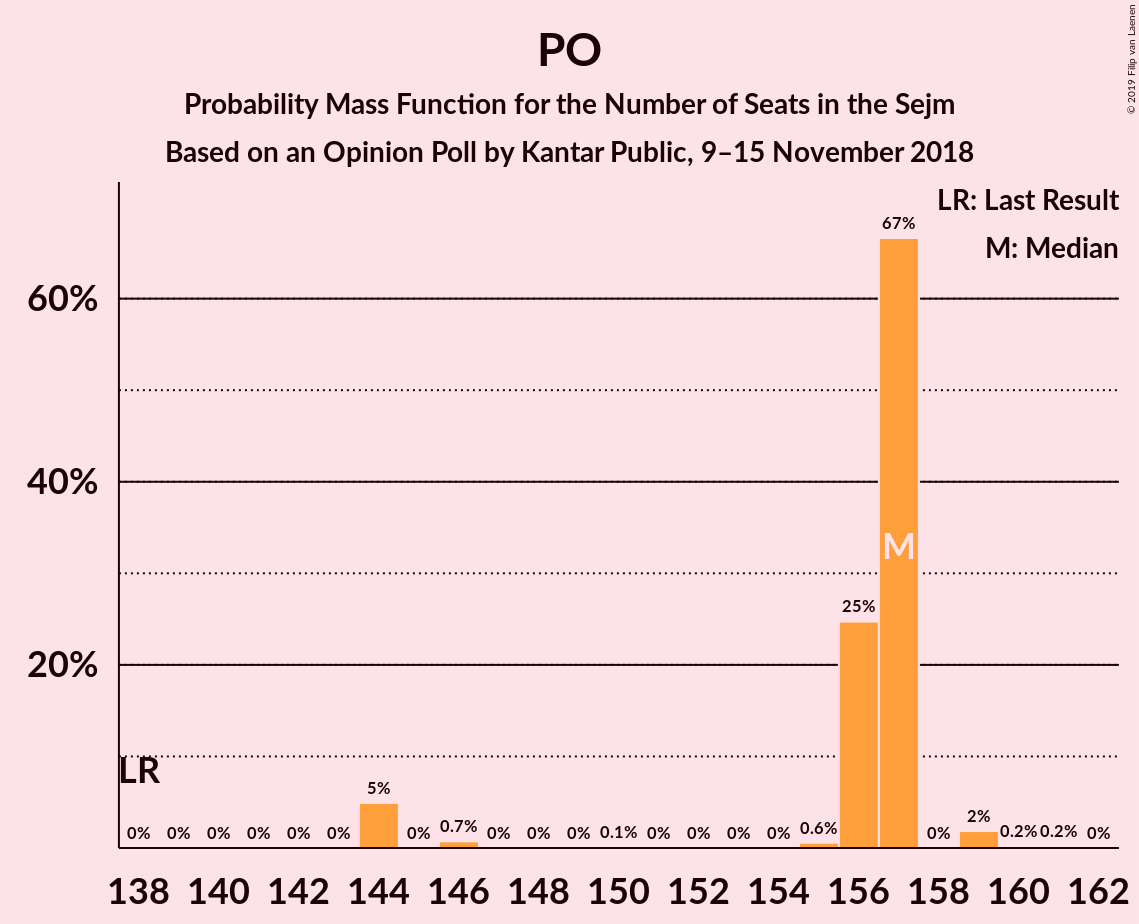 PO
Probability Mass Function for the Number of Seats in the Sejm
Based on an Opinion Poll by Kantar Public, 9–15 November 2018
© 2019 Filip van Laenen
LR: Last Result
M: Median
60%
40%
20%
LR
M
0% 0% 0% 0% 0% 0% 5% 0% 0.7% 0% 0% 0% 0.1% 0% 0% 0% 0% 0.6% 25% 67% 0% 2% 0.2% 0.2% 0%
138 140 142 144 146 148 150 152 154 156 158 160 162